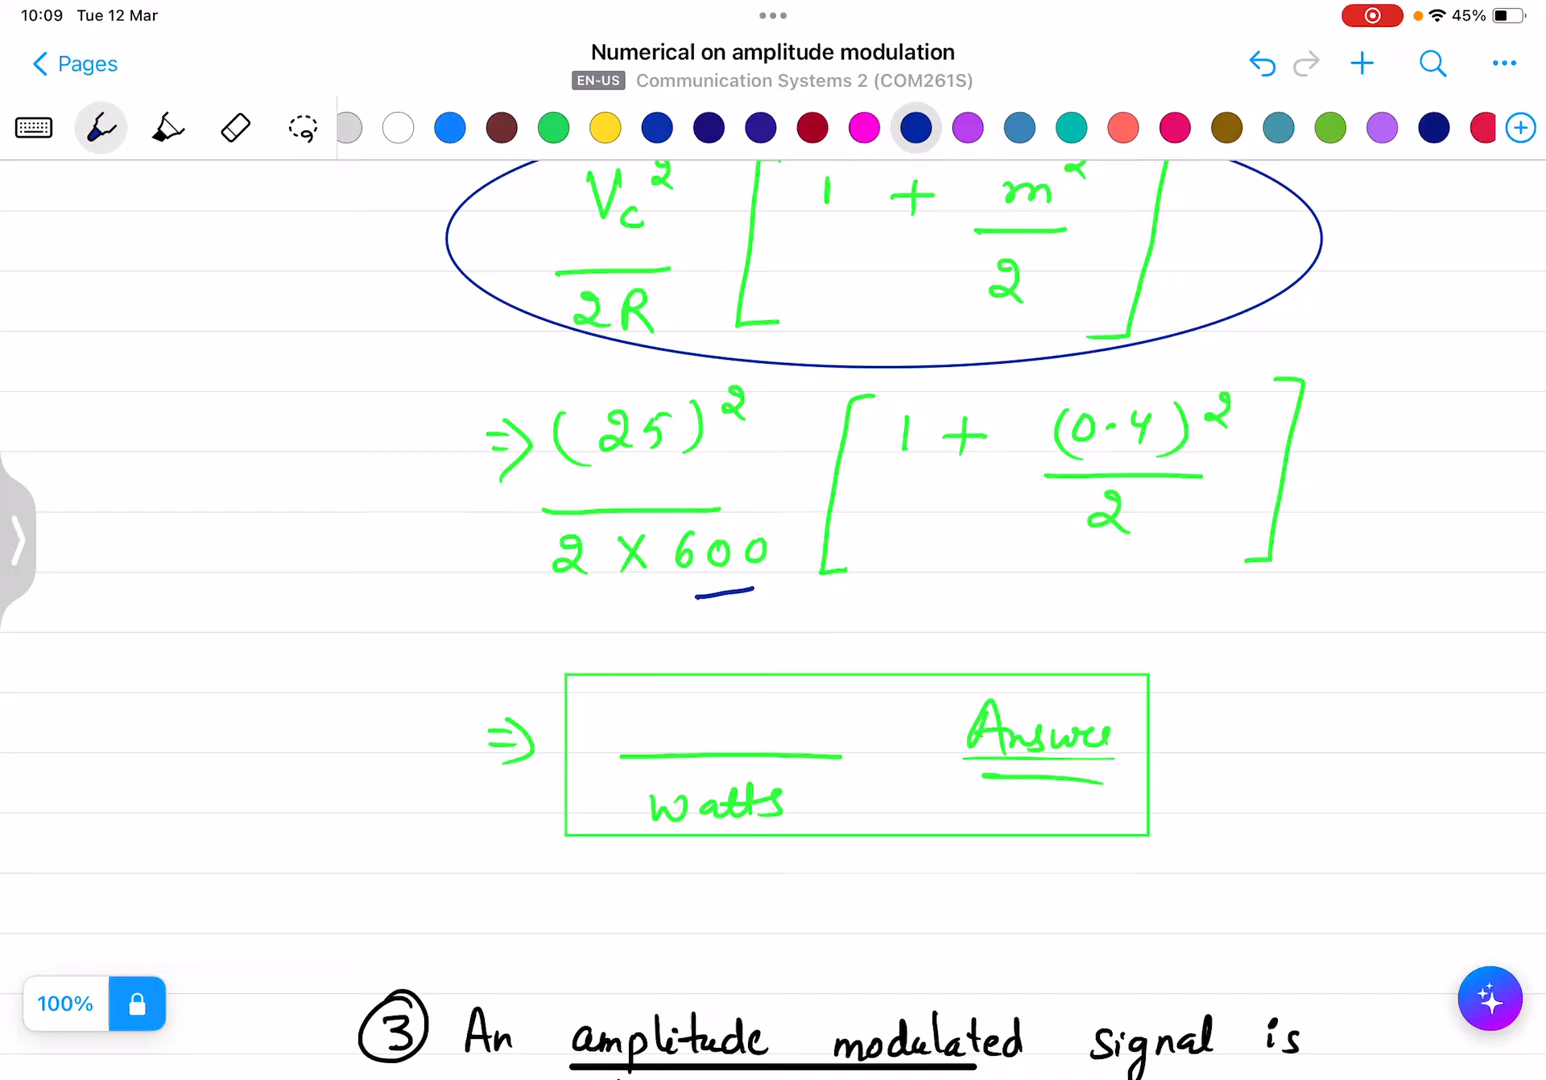 10:09 Tue 12 Mar
45%
Pages
Numerical on amplitude modulation
EN-US Communication Systems 2 (COM261S)
Vc² / 2R [ 1 + m² / 2 ]
⇒ (25)² / 2 × 600 [ 1 + (0.4)² / 2 ]
⇒ ____ Answer
watts
100%
③ An amplitude modulated signal is